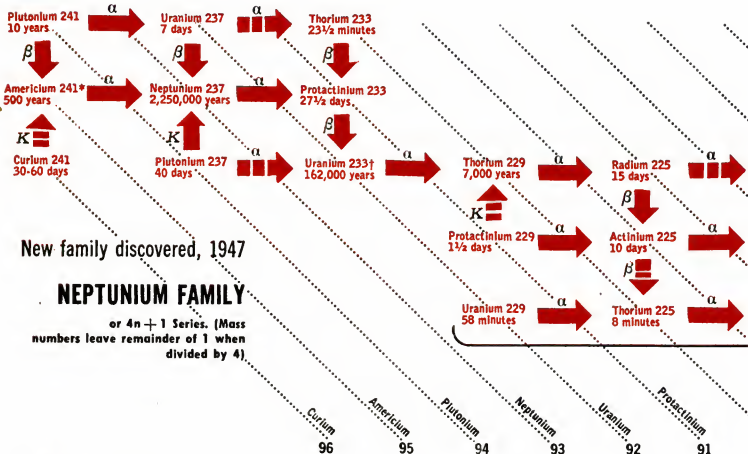 Plutonium 241
10 years
α
Uranium 237
7 days
α
Thorium 233
23½ minutes
β
β
β
Americium 241*
500 years
α
Neptunium 237
2,250,000 years
α
Protactinium 233
27½ days
K
K
β
Curium 241
30-60 days
Plutonium 237
40 days
α
Uranium 233†
162,000 years
α
Thorium 229
7,000 years
α
Radium 225
15 days
α
K
β
Protactinium 229
1½ days
α
Actinium 225
10 days
α
β
Uranium 229
58 minutes
α
Thorium 225
8 minutes
α
New family discovered, 1947
NEPTUNIUM FAMILY
or 4n + 1 Series. (Mass
numbers leave remainder of 1 when
divided by 4)
Curium
96
Americium
95
Plutonium
94
Neptunium
93
Uranium
92
Protactinium
91